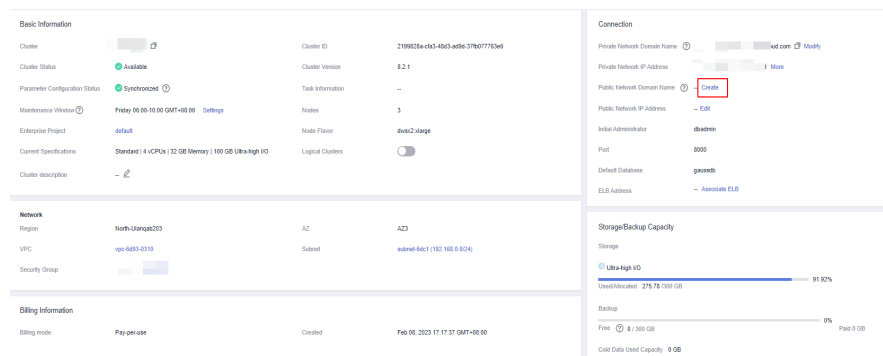 Basic Information
Cluster
Cluster ID 2199828a-cfa3-48d3-ad9d-37fb077763e6
Cluster Status Available Cluster Version 8.2.1
Parameter Configuration Status Synchronized Task Information --
Maintenance Window Friday 06:00-10:00 GMT+08:00 Settings Nodes 3
Enterprise Project default Node Flavor dwsx2.xlarge
Current Specifications Standard | 4 vCPUs | 32 GB Memory | 100 GB Ultra-high I/O Logical Clusters
Cluster description --
Network
Region North-Ulanqab203 AZ AZ3
VPC vpc-6d93-0310 Subnet subnet-6dc1 (192.168.0.0/24)
Security Group
Billing Information
Billing mode Pay-per-use Created Feb 08, 2023 17:17:37 GMT+08:00
Connection
Private Network Domain Name ud.com Modify
Private Network IP Address More
Public Network Domain Name -- Create
Public Network IP Address -- Edit
Initial Administrator dbadmin
Port 8000
Default Database gaussdb
ELB Address -- Associate ELB
Storage/Backup Capacity
Storage
Ultra-high I/O
91.92%
Used/Allocated 275.78 /300 GB
Backup
0%
Free 0 / 300 GB Paid 0 GB
Cold Data Used Capacity 0 GB